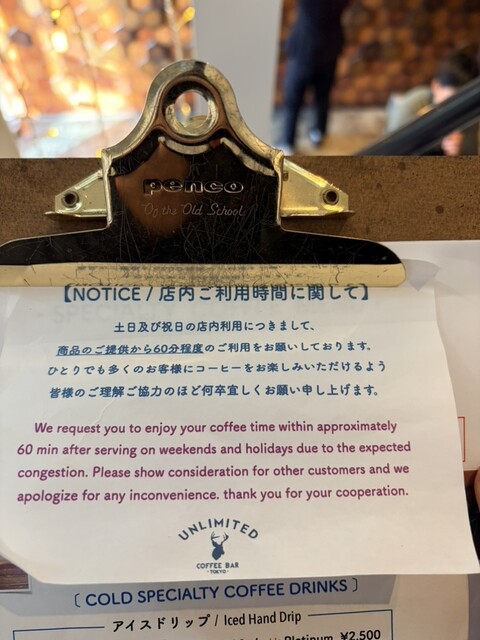 penco
Of the Old School
【NOTICE / 店内ご利用時間に関して】
土日及び祝日の店内利用につきまして、
商品のご提供から60分程度のご利用をお願いしております。
ひとりでも多くのお客様にコーヒーをお楽しみいただけるよう
皆様のご理解ご協力のほど何卒宜しくお願い申し上げます。
We request you to enjoy your coffee time within approximately
60 min after serving on weekends and holidays due to the expected
congestion. Please show consideration for other customers and we
apologize for any inconvenience. thank you for your cooperation.
UNLIMITED
COFFEE BAR
・TOKYO・
〔 COLD SPECIALTY COFFEE DRINKS 〕
アイスドリップ / Iced Hand Drip
Platinum ¥2,500